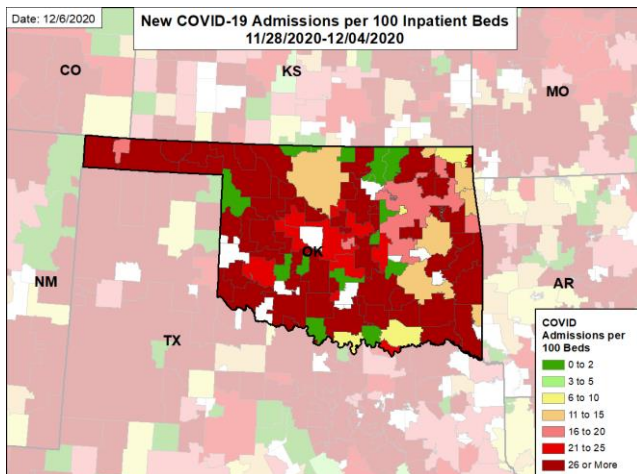 Date: 12/6/2020
New COVID-19 Admissions per 100 Inpatient Beds
11/28/2020-12/04/2020
CO
KS
MO
OK
NM
AR
TX
COVID
Admissions per
100 Beds
0 to 2
3 to 5
6 to 10
11 to 15
16 to 20
21 to 25
26 or More